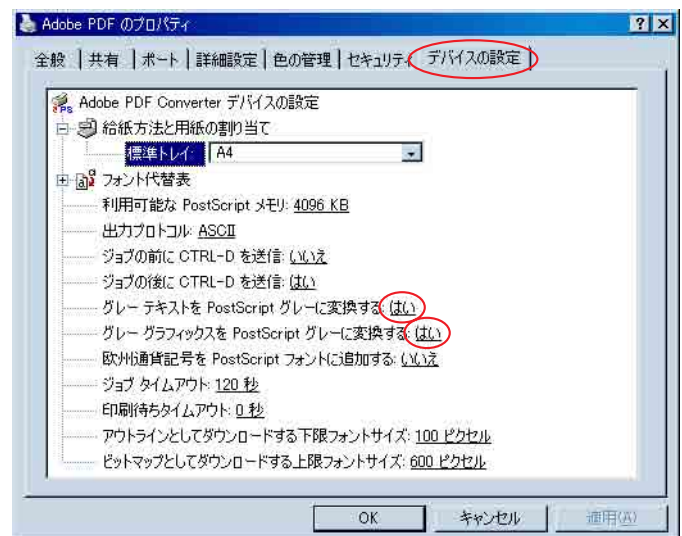 Adobe PDF のプロパティ
全般 共有 ポート 詳細設定 色の管理 セキュリティ デバイスの設定
Adobe PDF Converter デバイスの設定
給紙方法と用紙の割り当て
標準トレイ: A4
フォント代替表
利用可能な PostScript メモリ: 4096 KB
出力プロトコル: ASCII
ジョブの前に CTRL-D を送信: いいえ
ジョブの後に CTRL-D を送信: はい
グレー テキストを PostScript グレーに変換する: はい
グレー グラフィックスを PostScript グレーに変換する: はい
欧州通貨記号を PostScript フォントに追加する: いいえ
ジョブ タイムアウト: 120 秒
印刷待ちタイムアウト: 0 秒
アウトラインとしてダウンロードする下限フォントサイズ: 100 ピクセル
ビットマップとしてダウンロードする上限フォントサイズ: 600 ピクセル
OK キャンセル 適用(A)